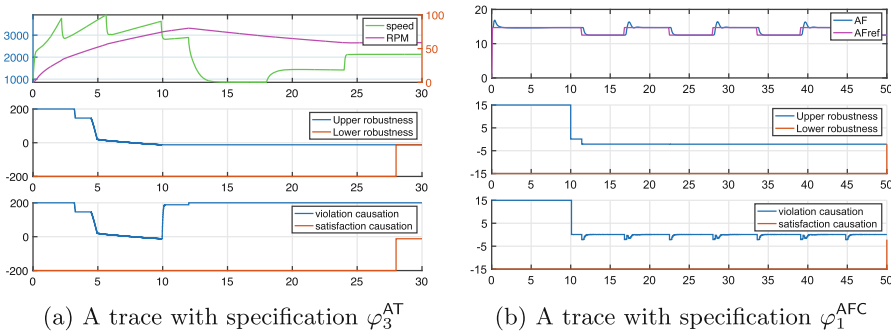 3000
2000
1000
100
50
0
speed
RPM
0 5 10 15 20 25 30
200
0
-200
Upper robustness
Lower robustness
0 5 10 15 20 25 30
200
0
-200
violation causation
satisfaction causation
0 5 10 15 20 25 30
(a) A trace with specification φ₃ᴬᵀ
20
10
0
AF
AFref
0 5 10 15 20 25 30 35 40 45 50
15
5
-5
-15
Upper robustness
Lower robustness
0 5 10 15 20 25 30 35 40 45 50
15
5
-5
-15
violation causation
satisfaction causation
0 5 10 15 20 25 30 35 40 45 50
(b) A trace with specification φ₁ᴬFC